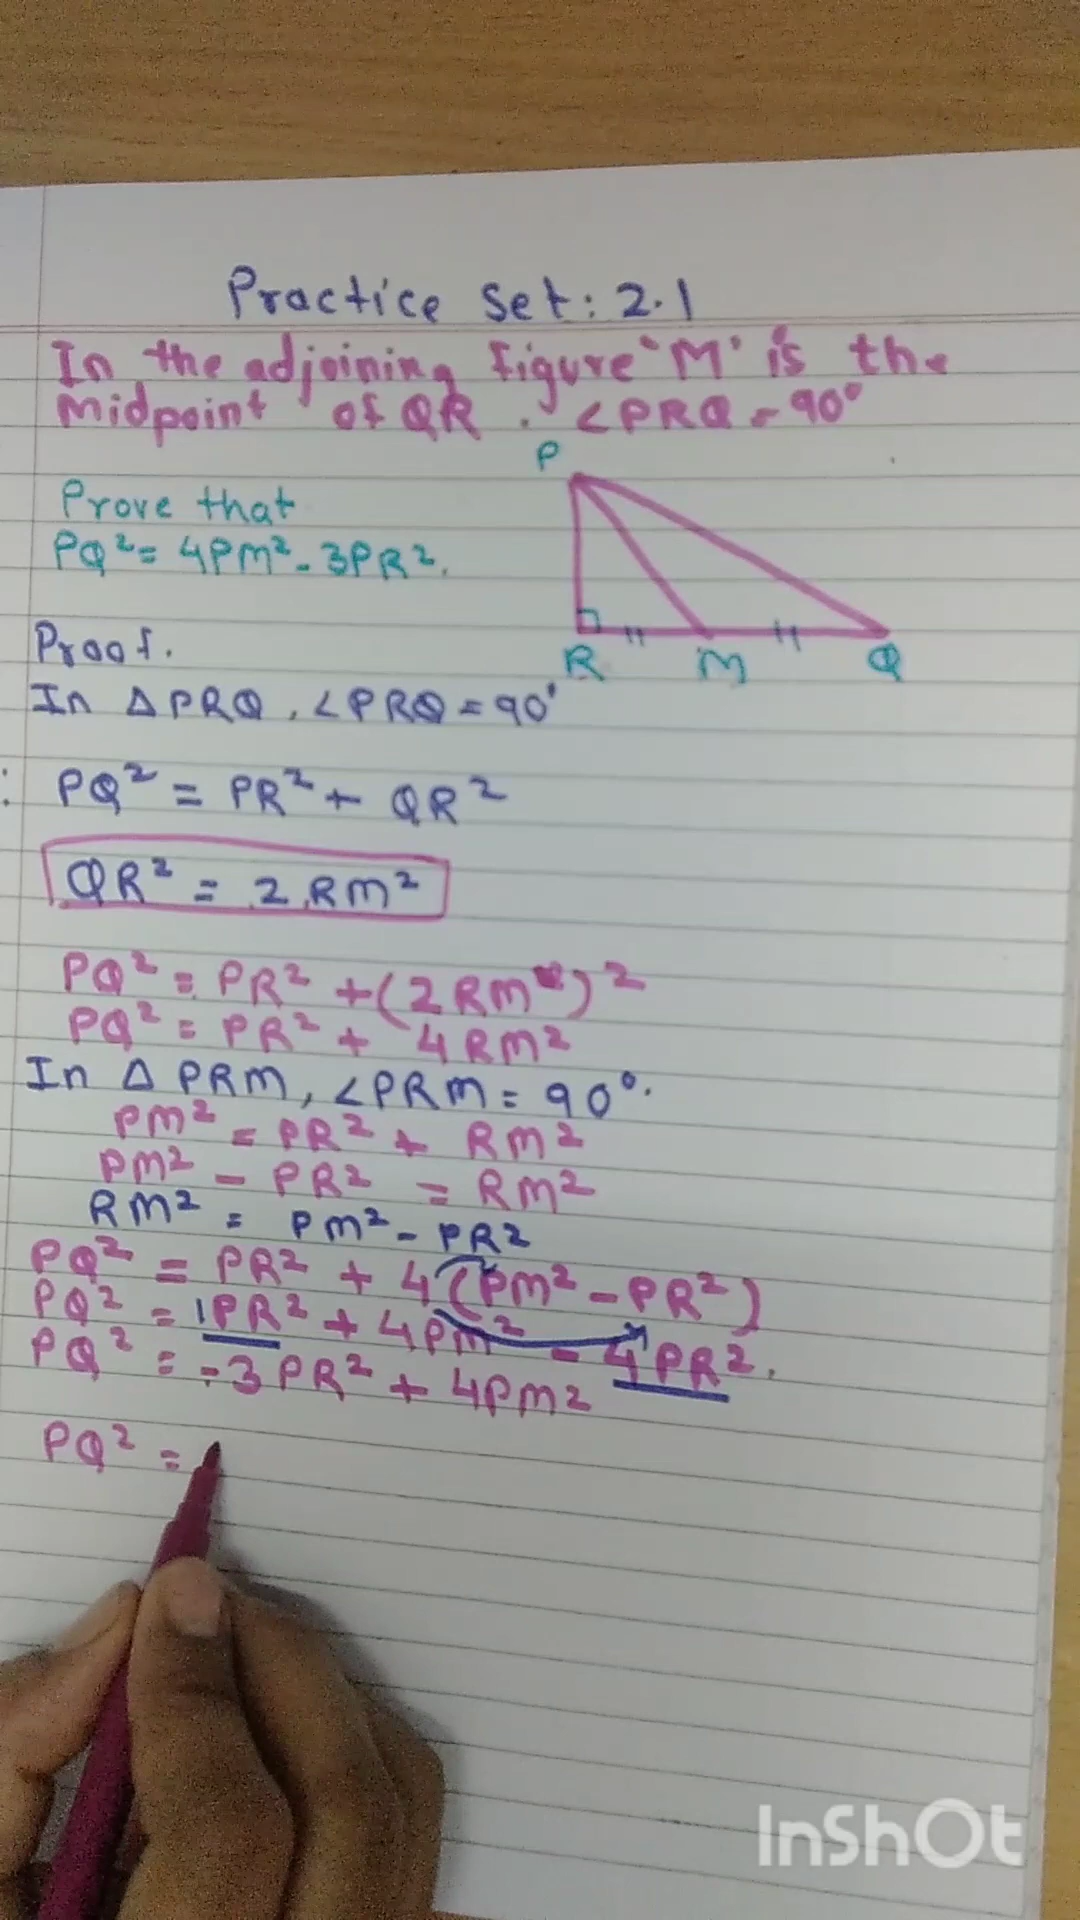 Practice Set: 2.1
In the adjoining figure 'M' is the
midpoint of QR. ∠PRQ = 90°
P
Prove that
PQ² = 4PM² - 3PR².
R M Q
Proof.
In △PRQ, ∠PRQ = 90°
: PQ² = PR² + QR²
QR² = 2RM²
PQ² = PR² + (2RM)²
PQ² = PR² + 4RM²
In △PRM, ∠PRM = 90°.
PM² = PR² + RM²
PM² - PR² = RM²
RM² = PM² - PR²
PQ² = PR² + 4(PM² - PR²)
PQ² = 1PR² + 4PM² - 4PR².
PQ² = -3PR² + 4PM²
PQ² =
InShOt